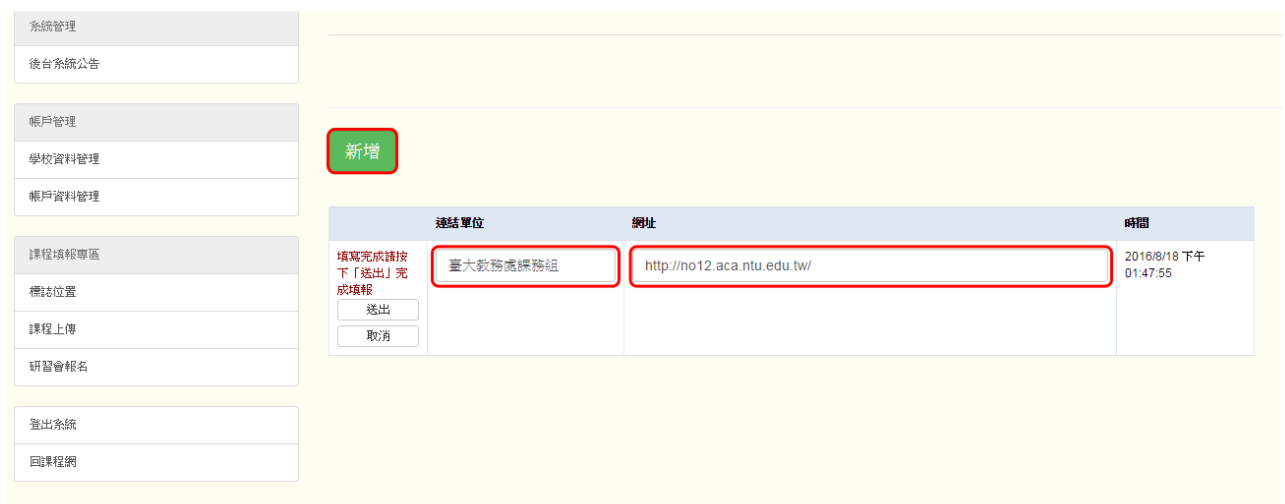 系統管理
後台系統公告
帳戶管理
學校資料管理
帳戶資料管理
課程填報專區
標誌位置
課程上傳
研習會報名
登出系統
回課程網
新增
連結單位 網址 時間
填寫完成請按
下「送出」完
成填報
送出
取消
臺大教務處課務組
http://no12.aca.ntu.edu.tw/
2016/8/18 下午
01:47:55